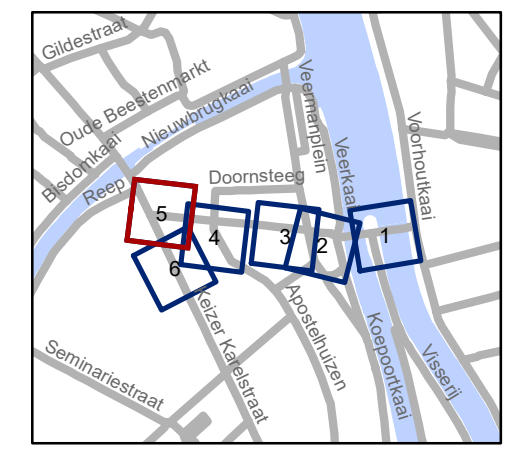 Gildestraat
Oude Beestenmarkt
Nieuwbrugkaai
Bisdomkaai
Reep
Veermanplein
Voorhoutkaai
Veerkaai
Doornsteeg
5
4
3
2
1
6
Keizer Karelstraat
Apostelhuizen
Koepoortkaai
Visserij
Seminariestraat